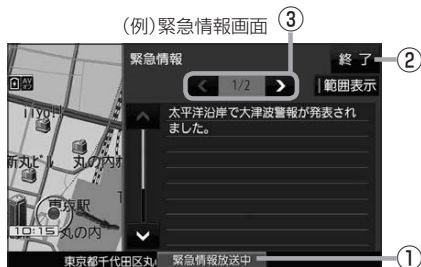 (例)緊急情報画面
③
緊急情報
終 了
②
1/2
範囲表示
AV
太平洋沿岸で大津波警報が発表され
ました。
新丸ビル
丸の内
東京駅
10:15
丸の内
東京都千代田区丸
緊急情報放送中
①